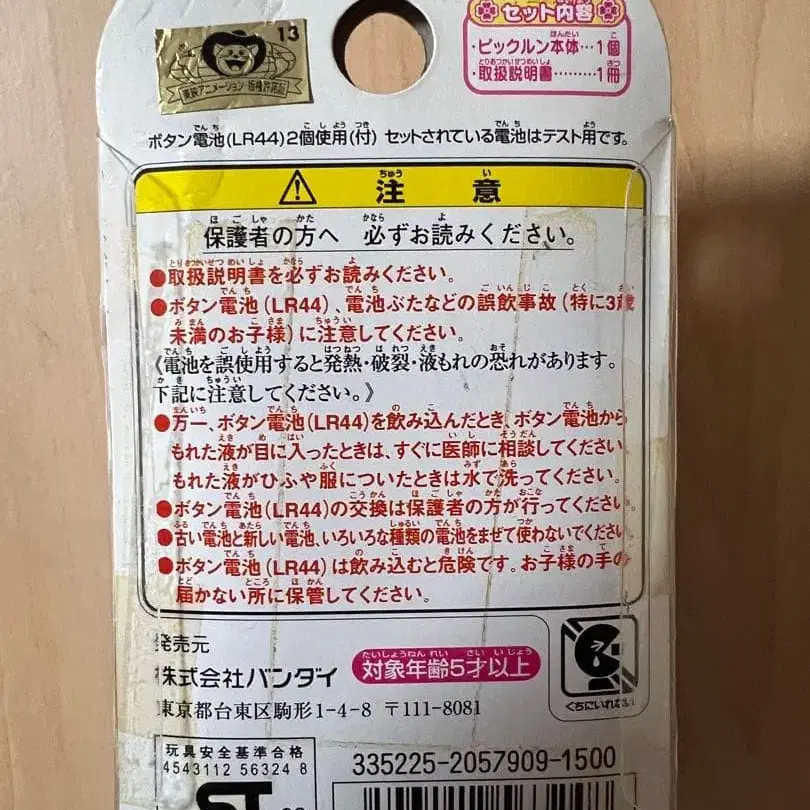 13
東映アニメーション・版権許諾証
セット内容
・ピックルン本体…1個
・取扱説明書………1冊
ボタン電池(LR44)2個使用(付) セットされている電池はテスト用です。
注意
保護者の方へ 必ずお読みください。
●取扱説明書を必ずお読みください。
●ボタン電池(LR44)、電池ぶたなどの誤飲事故(特に3歳
未満のお子様)に注意してください。
《電池を誤使用すると発熱・破裂・液もれの恐れがあります。
下記に注意してください。》
●万一、ボタン電池(LR44)を飲み込んだとき、ボタン電池から
もれた液が目に入ったときは、すぐに医師に相談してください。
もれた液がひふや服についたときは水で洗ってください。
●ボタン電池(LR44)の交換は保護者の方が行ってください。
●古い電池と新しい電池、いろいろな種類の電池をまぜて使わないでください。
●ボタン電池(LR44)は飲み込むと危険です。お子様の手の
届かない所に保管してください。
発売元
株式会社バンダイ
対象年齢5才以上
東京都台東区駒形1-4-8 〒111-8081
くちにいれない
玩具安全基準合格
4543112 56324 8
ST
335225-2057909-1500